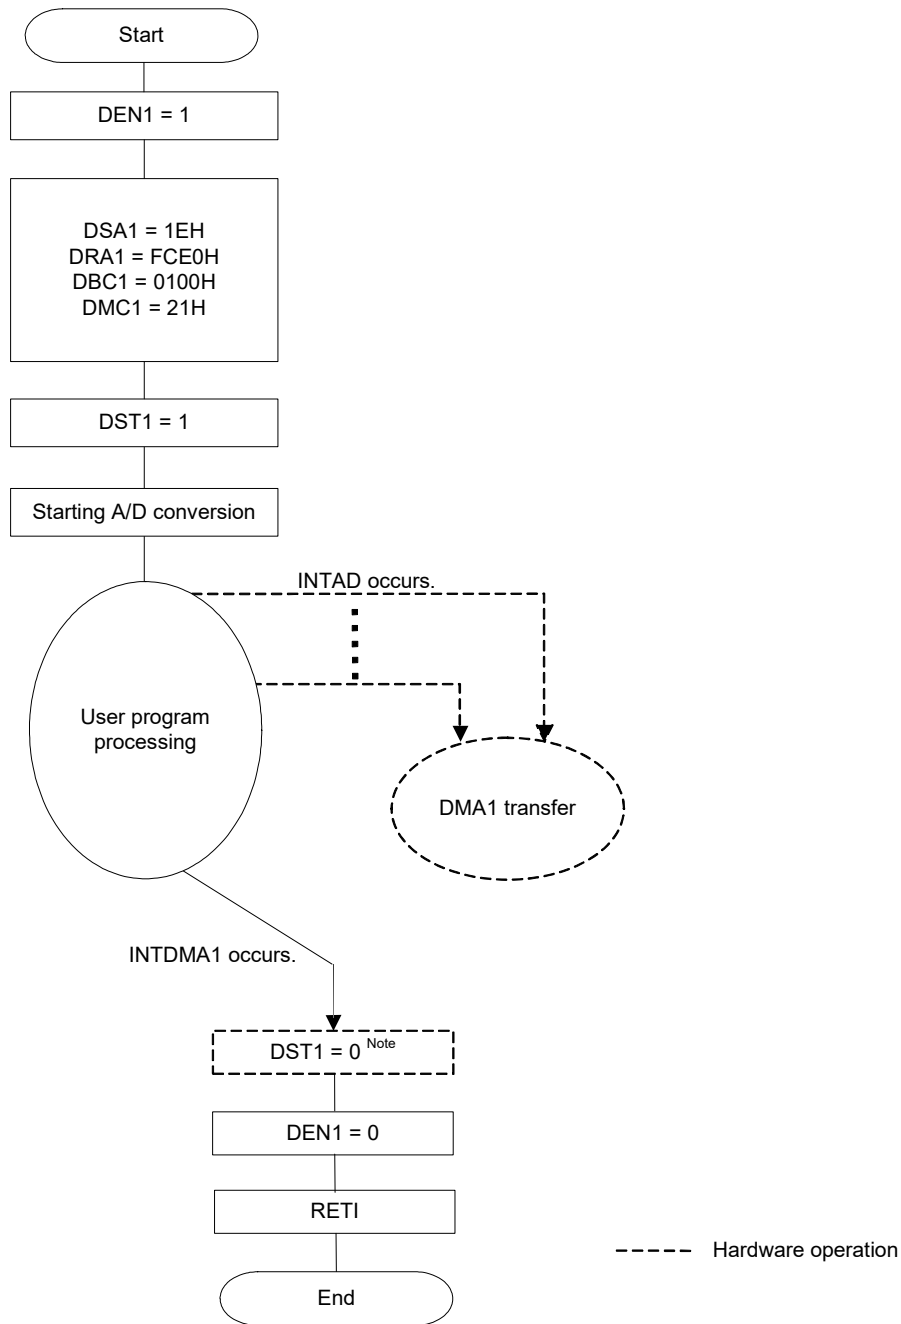 Start
DEN1 = 1
DSA1 = 1EH
DRA1 = FCE0H
DBC1 = 0100H
DMC1 = 21H
DST1 = 1
Starting A/D conversion
INTAD occurs.
User program
processing
DMA1 transfer
INTDMA1 occurs.
DST1 = 0 Note
DEN1 = 0
RETI
Hardware operation
End